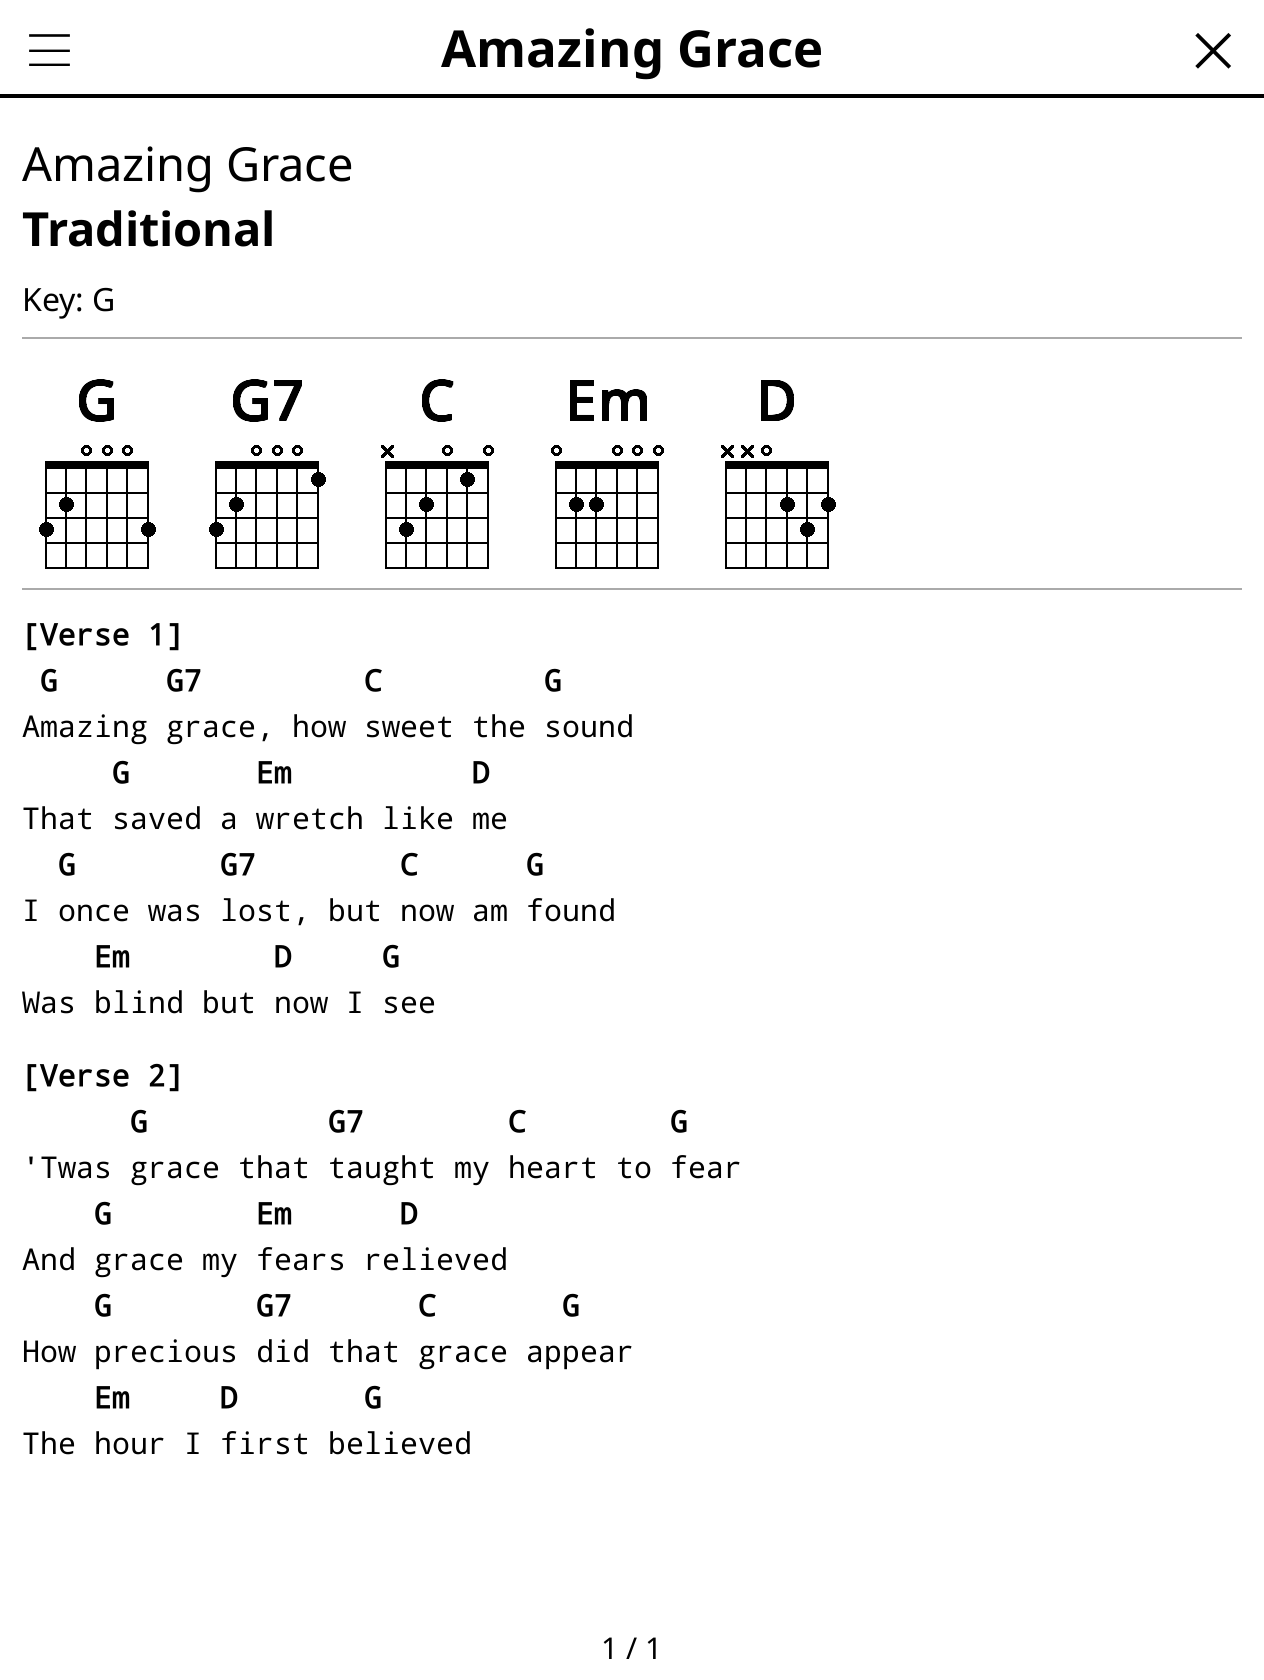 Amazing Grace
Amazing Grace
Traditional
Key: G
G G7 C Em D
[Verse 1]
 G      G7         C         G
Amazing grace, how sweet the sound
     G       Em          D
That saved a wretch like me
  G        G7        C      G
I once was lost, but now am found
    Em        D     G
Was blind but now I see
[Verse 2]
      G          G7        C        G
'Twas grace that taught my heart to fear
    G        Em      D
And grace my fears relieved
    G        G7       C       G
How precious did that grace appear
    Em     D       G
The hour I first believed
1 / 1